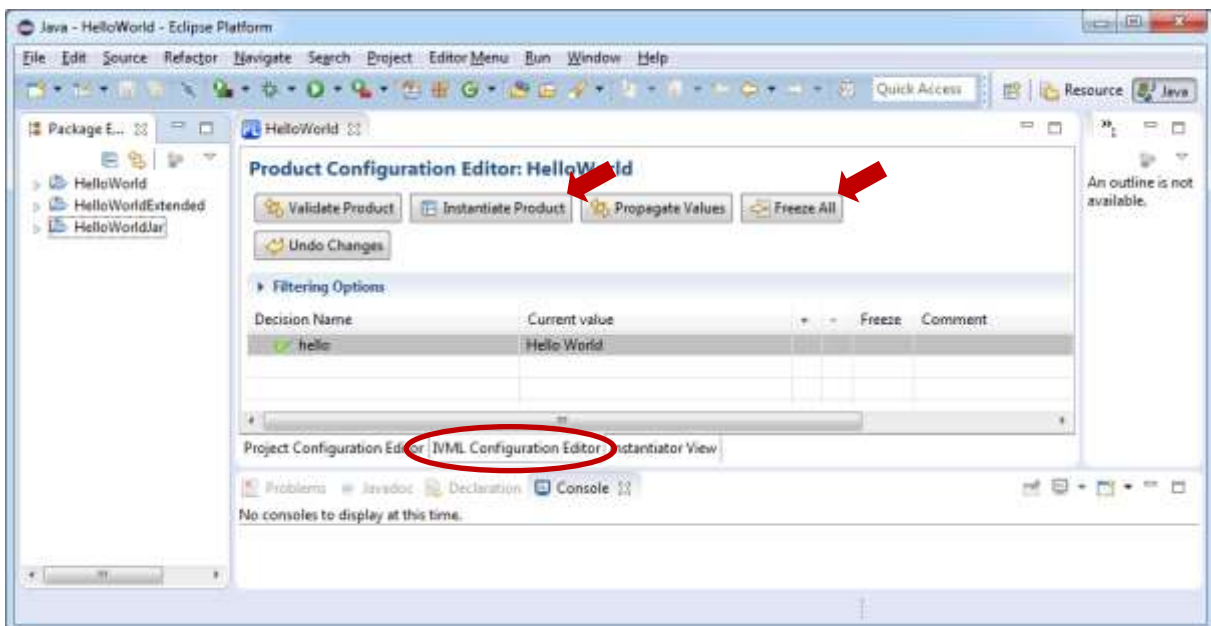 Java - HelloWorld - Eclipse Platform
File Edit Source Refactor Navigate Search Project Editor Menu Run Window Help
Quick Access Resource Java
Package E...
HelloWorld
HelloWorldExtended
HelloWorldJar
HelloWorld
Product Configuration Editor: HelloWorld
Validate Product Instantiate Product Propagate Values Freeze All
Undo Changes
Filtering Options
Decision Name Current value + - Freeze Comment
hello Hello World
Project Configuration Editor IVML Configuration Editor Instantiator View
Problems Javadoc Declaration Console
No consoles to display at this time.
An outline is not
available.